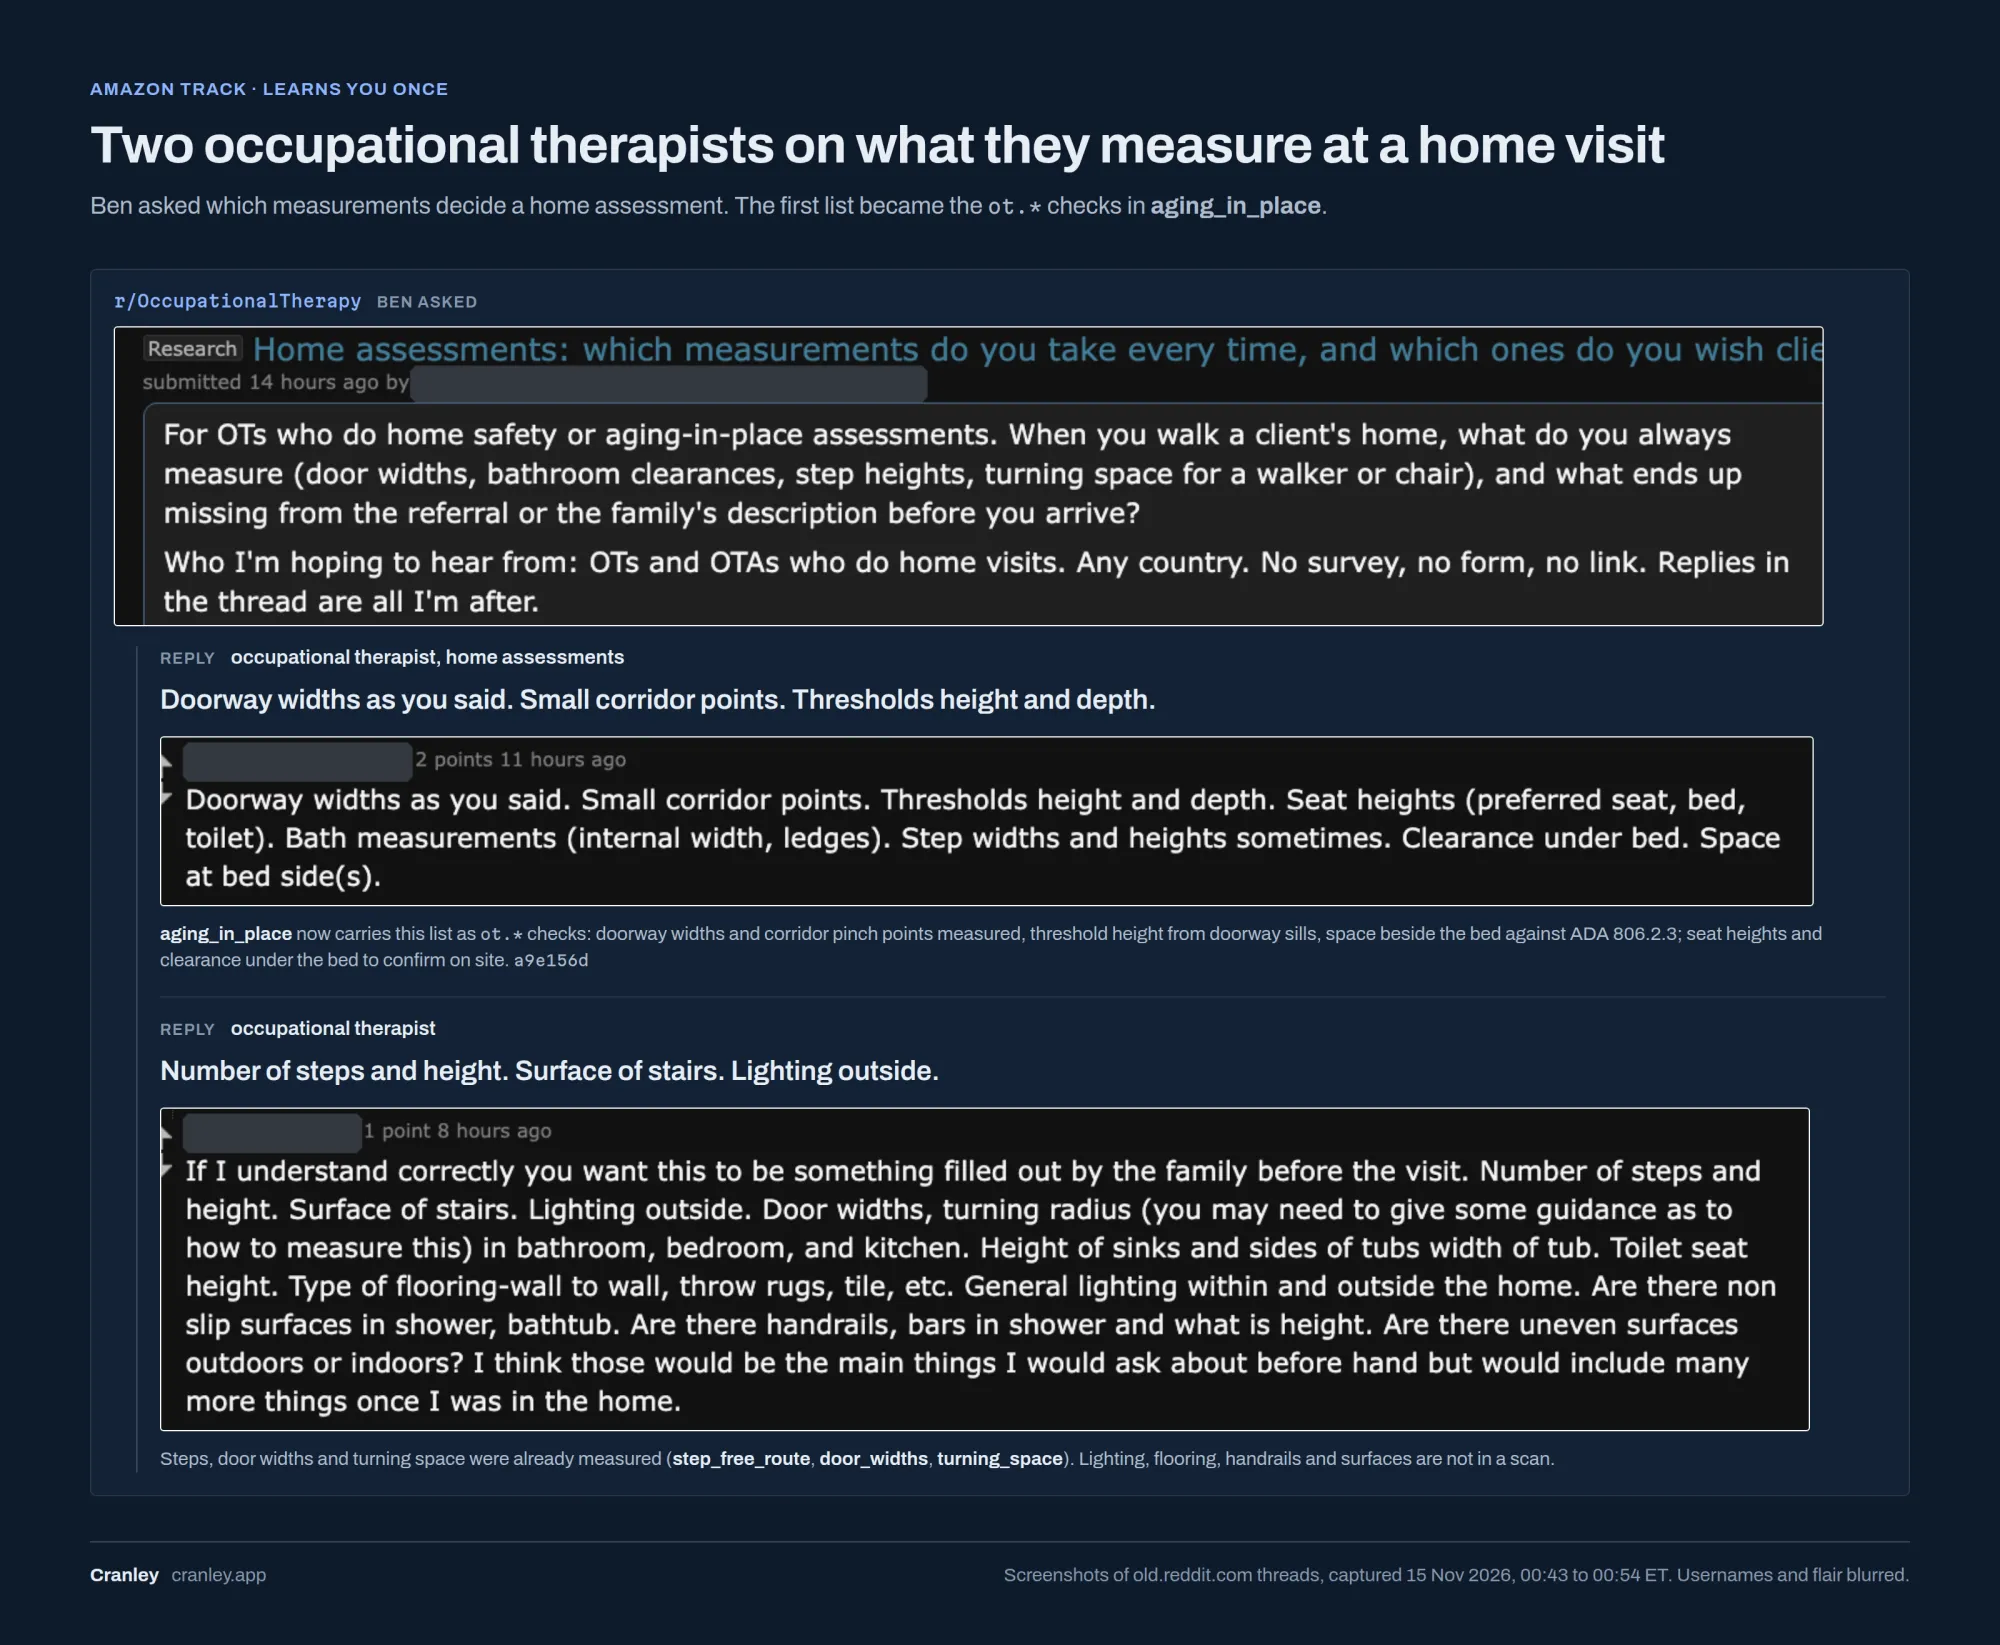 AMAZON TRACK · LEARNS YOU ONCE
Two occupational therapists on what they measure at a home visit
Ben asked which measurements decide a home assessment. The first list became the ot.* checks in aging_in_place.
r/OccupationalTherapy BEN ASKED
Research Home assessments: which measurements do you take every time, and which ones do you wish clie
submitted 14 hours ago by
For OTs who do home safety or aging-in-place assessments. When you walk a client's home, what do you always
measure (door widths, bathroom clearances, step heights, turning space for a walker or chair), and what ends up
missing from the referral or the family's description before you arrive?
Who I'm hoping to hear from: OTs and OTAs who do home visits. Any country. No survey, no form, no link. Replies in
the thread are all I'm after.
REPLY occupational therapist, home assessments
Doorway widths as you said. Small corridor points. Thresholds height and depth.
2 points 11 hours ago
Doorway widths as you said. Small corridor points. Thresholds height and depth. Seat heights (preferred seat, bed,
toilet). Bath measurements (internal width, ledges). Step widths and heights sometimes. Clearance under bed. Space
at bed side(s).
aging_in_place now carries this list as ot.* checks: doorway widths and corridor pinch points measured, threshold height from doorway sills, space beside the bed against ADA 806.2.3; seat heights and
clearance under the bed to confirm on site. a9e156d
REPLY occupational therapist
Number of steps and height. Surface of stairs. Lighting outside.
1 point 8 hours ago
If I understand correctly you want this to be something filled out by the family before the visit. Number of steps and
height. Surface of stairs. Lighting outside. Door widths, turning radius (you may need to give some guidance as to
how to measure this) in bathroom, bedroom, and kitchen. Height of sinks and sides of tubs width of tub. Toilet seat
height. Type of flooring-wall to wall, throw rugs, tile, etc. General lighting within and outside the home. Are there non
slip surfaces in shower, bathtub. Are there handrails, bars in shower and what is height. Are there uneven surfaces
outdoors or indoors? I think those would be the main things I would ask about before hand but would include many
more things once I was in the home.
Steps, door widths and turning space were already measured (step_free_route, door_widths, turning_space). Lighting, flooring, handrails and surfaces are not in a scan.
Cranley cranley.app
Screenshots of old.reddit.com threads, captured 15 Nov 2026, 00:43 to 00:54 ET. Usernames and flair blurred.